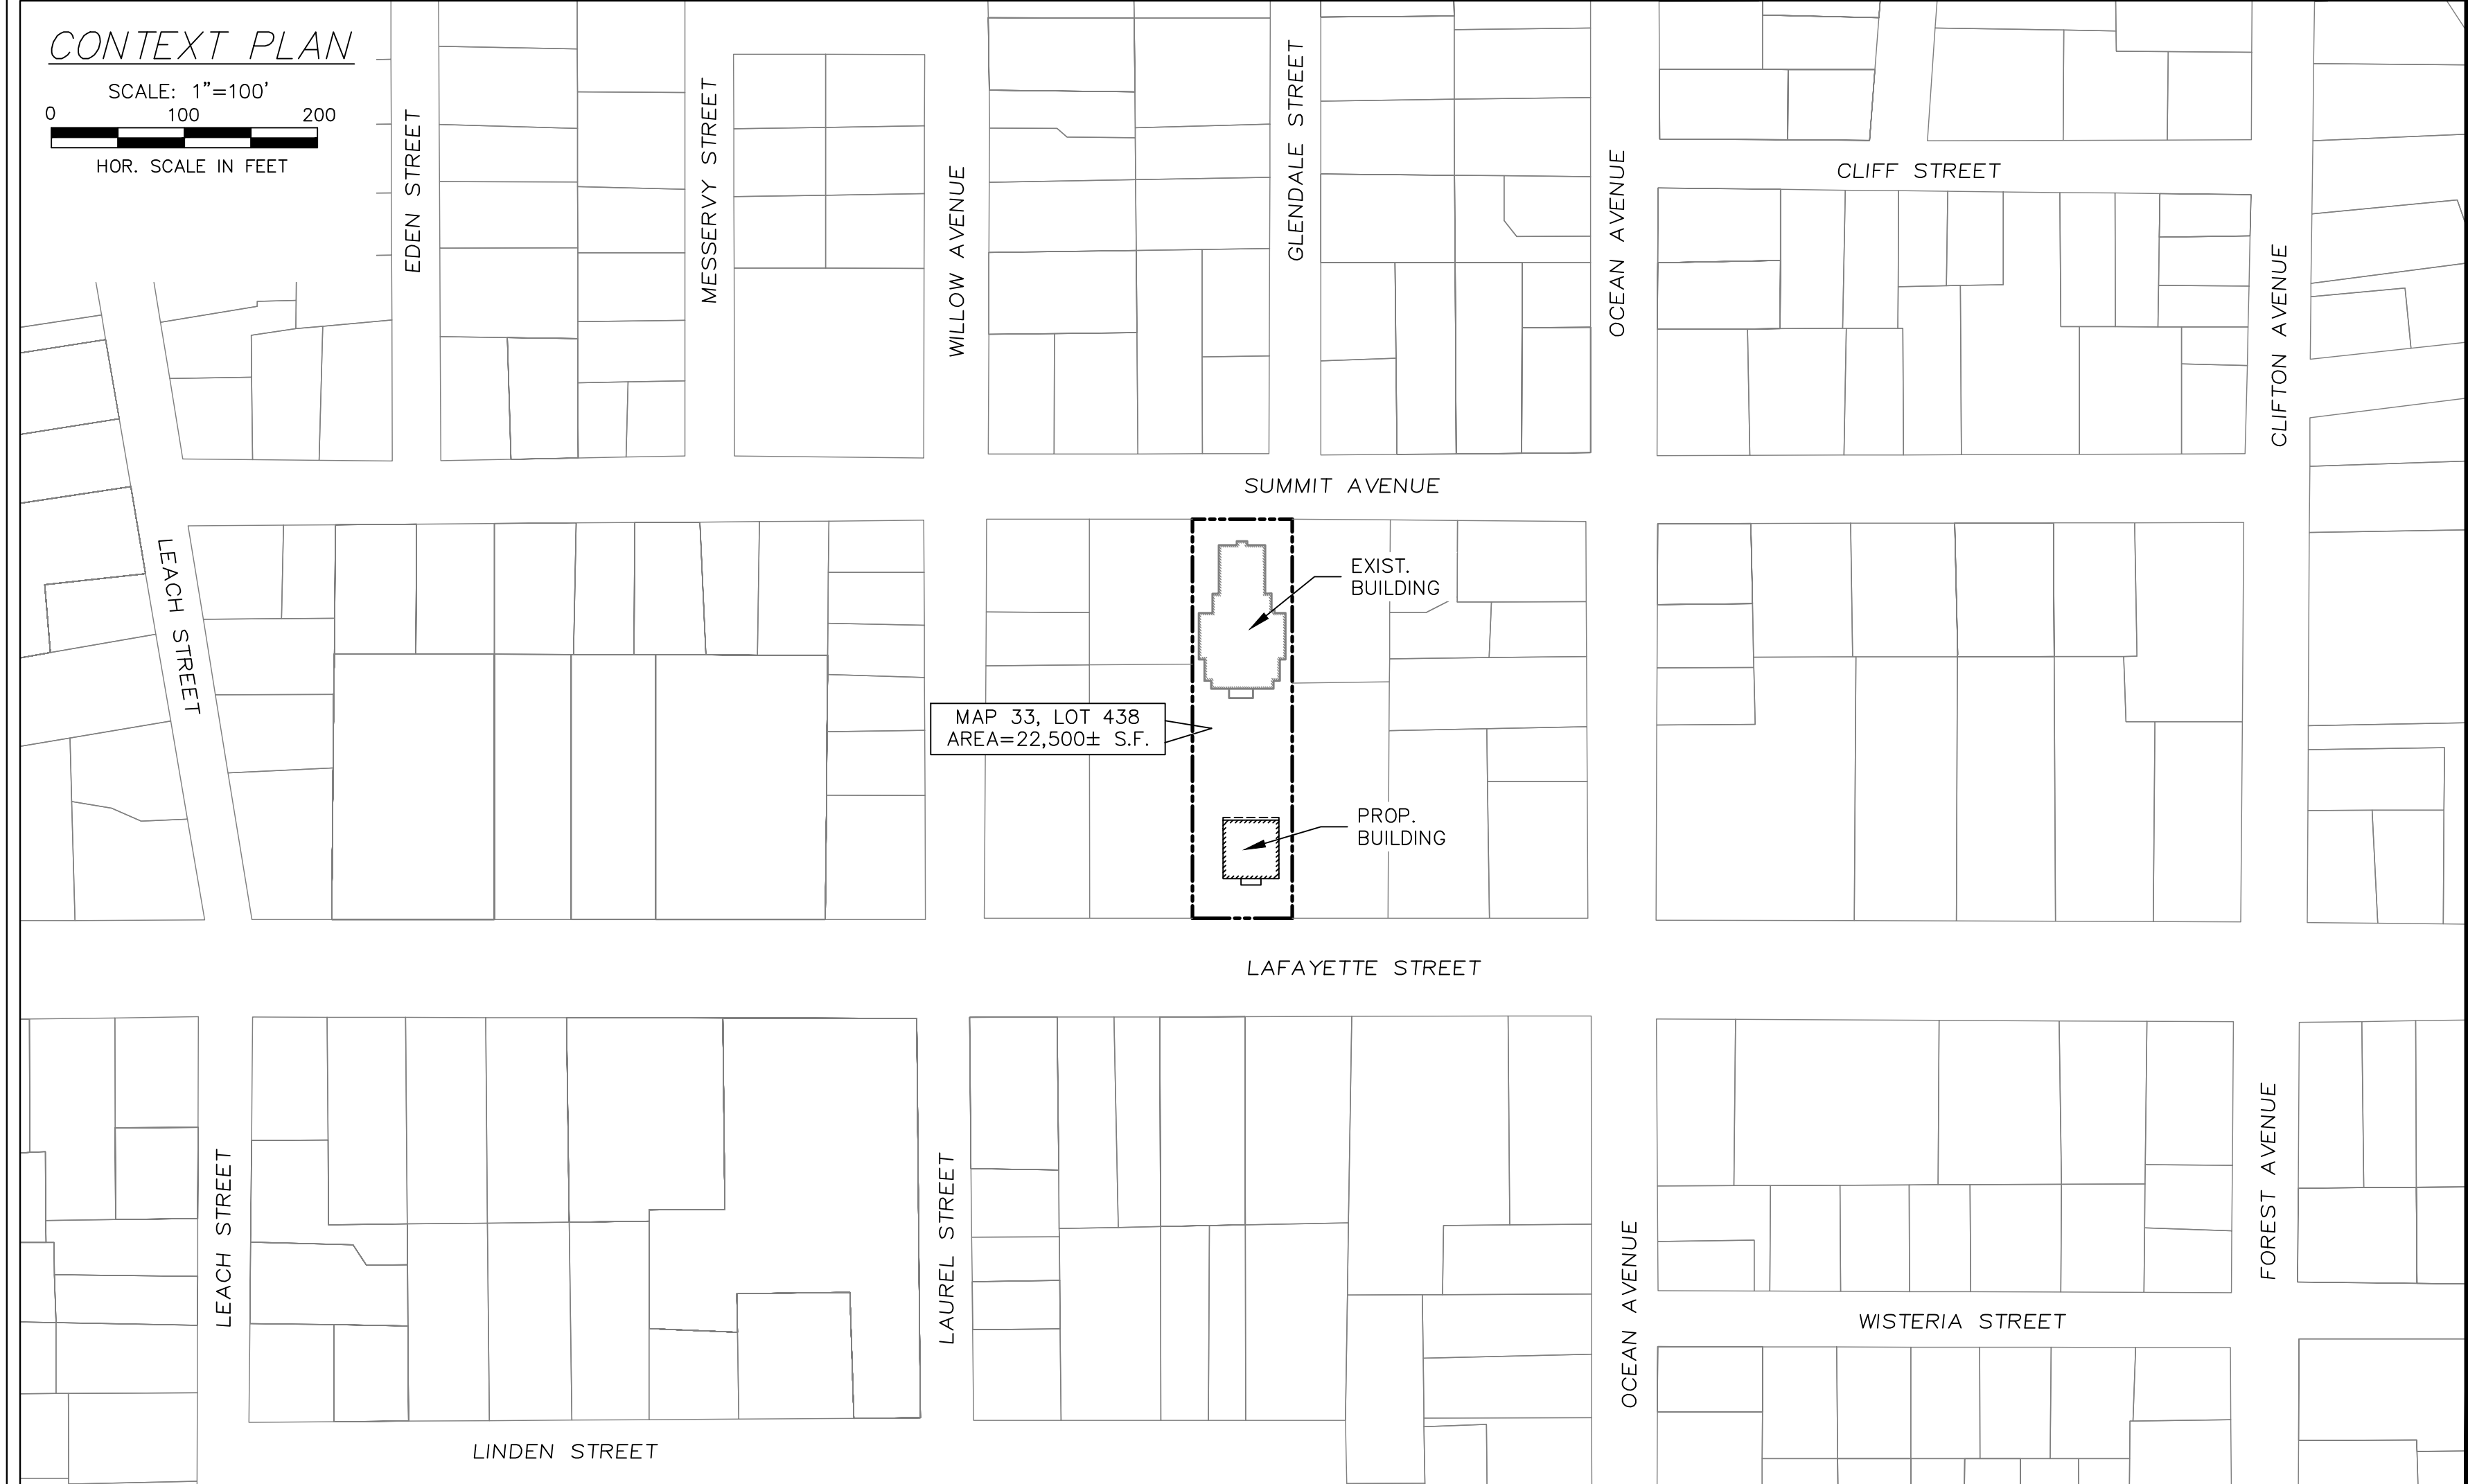 CONTEXT PLAN
SCALE: 1"=100'
0 100 200
HOR. SCALE IN FEET
EDEN STREET
MESSERVY STREET
WILLOW AVENUE
GLENDALE STREET
OCEAN AVENUE
CLIFF STREET
CLIFTON AVENUE
SUMMIT AVENUE
LEACH STREET
EXIST.
BUILDING
MAP 33, LOT 438
AREA=22,500± S.F.
PROP.
BUILDING
LAFAYETTE STREET
LEACH STREET
LAUREL STREET
OCEAN AVENUE
FOREST AVENUE
WISTERIA STREET
LINDEN STREET